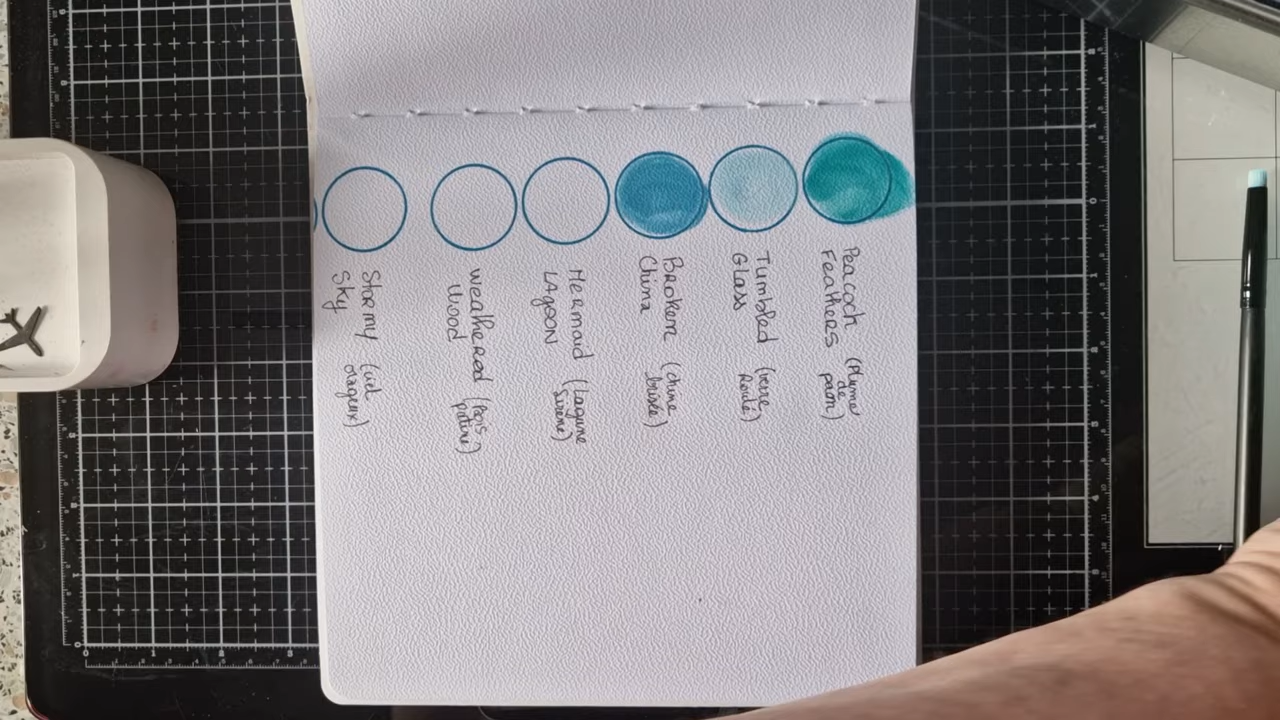 Peacoch (Plume
de
Feathers paon)
Tumbled (verre
Glass Roulé)
Broken (chine
China brisée)
Mermaid (Lagune
LAgoon Sirène)
Weathered (Bois
Wood patiné)
Stormy (ciel
Sky orageux)